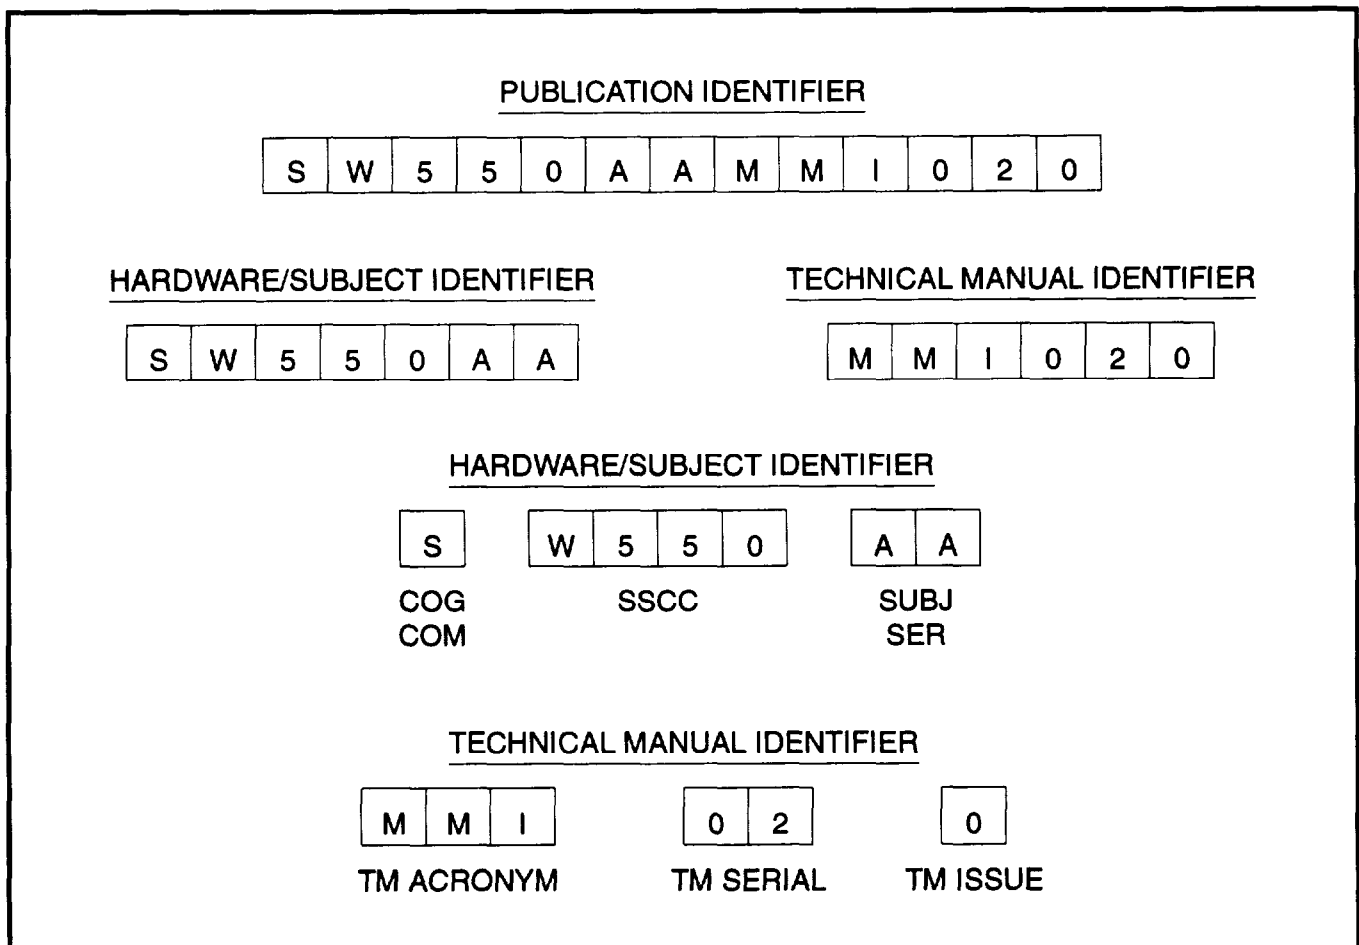 PUBLICATION IDENTIFIER
S W 5 5 0 A A M M I 0 2 0
HARDWARE/SUBJECT IDENTIFIER
S W 5 5 0 A A
TECHNICAL MANUAL IDENTIFIER
M M I 0 2 0
HARDWARE/SUBJECT IDENTIFIER
S W 5 5 0 A A
COG SSCC SUBJ
COM SER
TECHNICAL MANUAL IDENTIFIER
M M I 0 2 0
TM ACRONYM TM SERIAL TM ISSUE